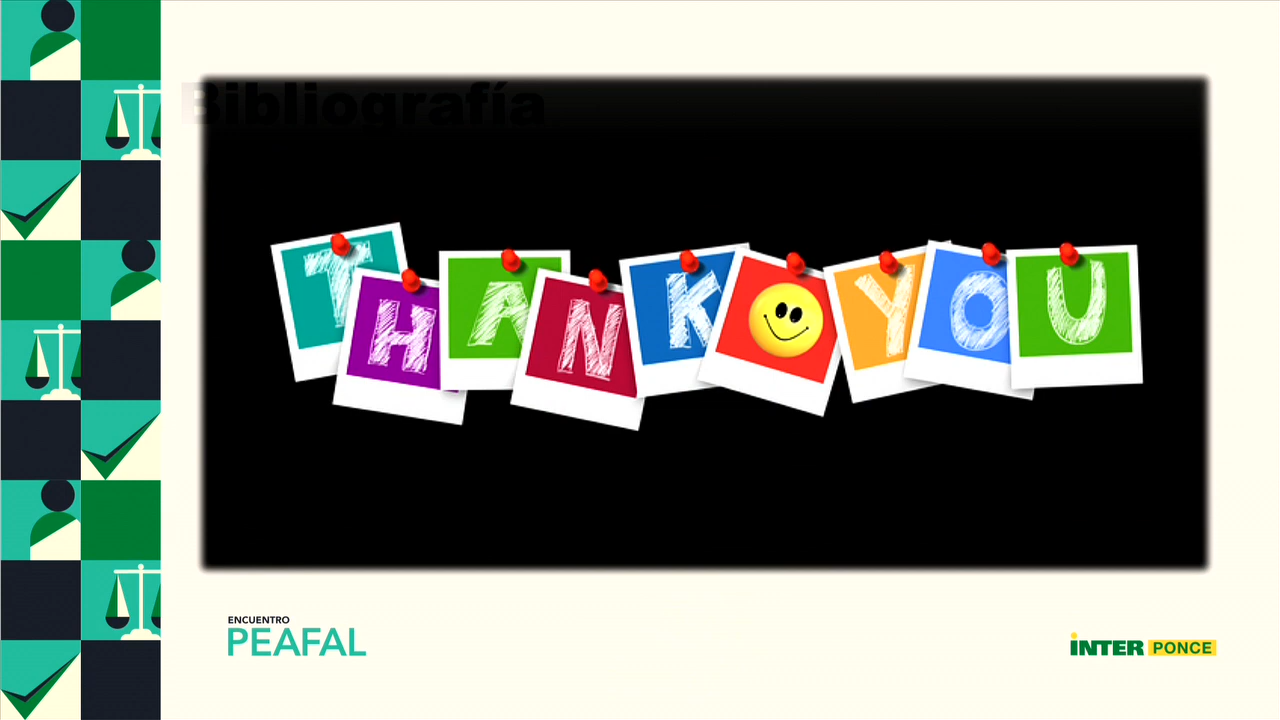 Bibliografía
THANK YOU
ENCUENTRO
PEAFAL
INTER PONCE